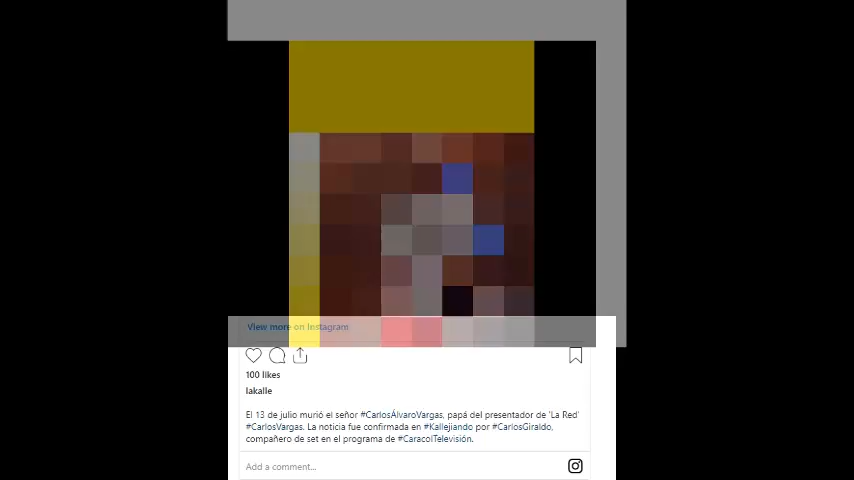 View more on Instagram
100 likes
lakalle
El 13 de julio murió el señor #CarlosÁlvaroVargas, papá del presentador de 'La Red'
#CarlosVargas. La noticia fue confirmada en #Kallejiando por #CarlosGiraldo,
compañero de set en el programa de #CaracolTelevisión.
Add a comment...